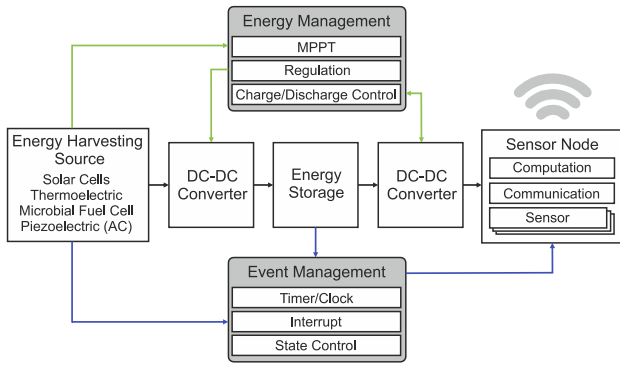 Energy Management
MPPT
Regulation
Charge/Discharge Control
Energy Harvesting
Source
Solar Cells
Thermoelectric
Microbial Fuel Cell
Piezoelectric (AC)
DC-DC
Converter
Energy
Storage
DC-DC
Converter
Sensor Node
Computation
Communication
Sensor
Event Management
Timer/Clock
Interrupt
State Control